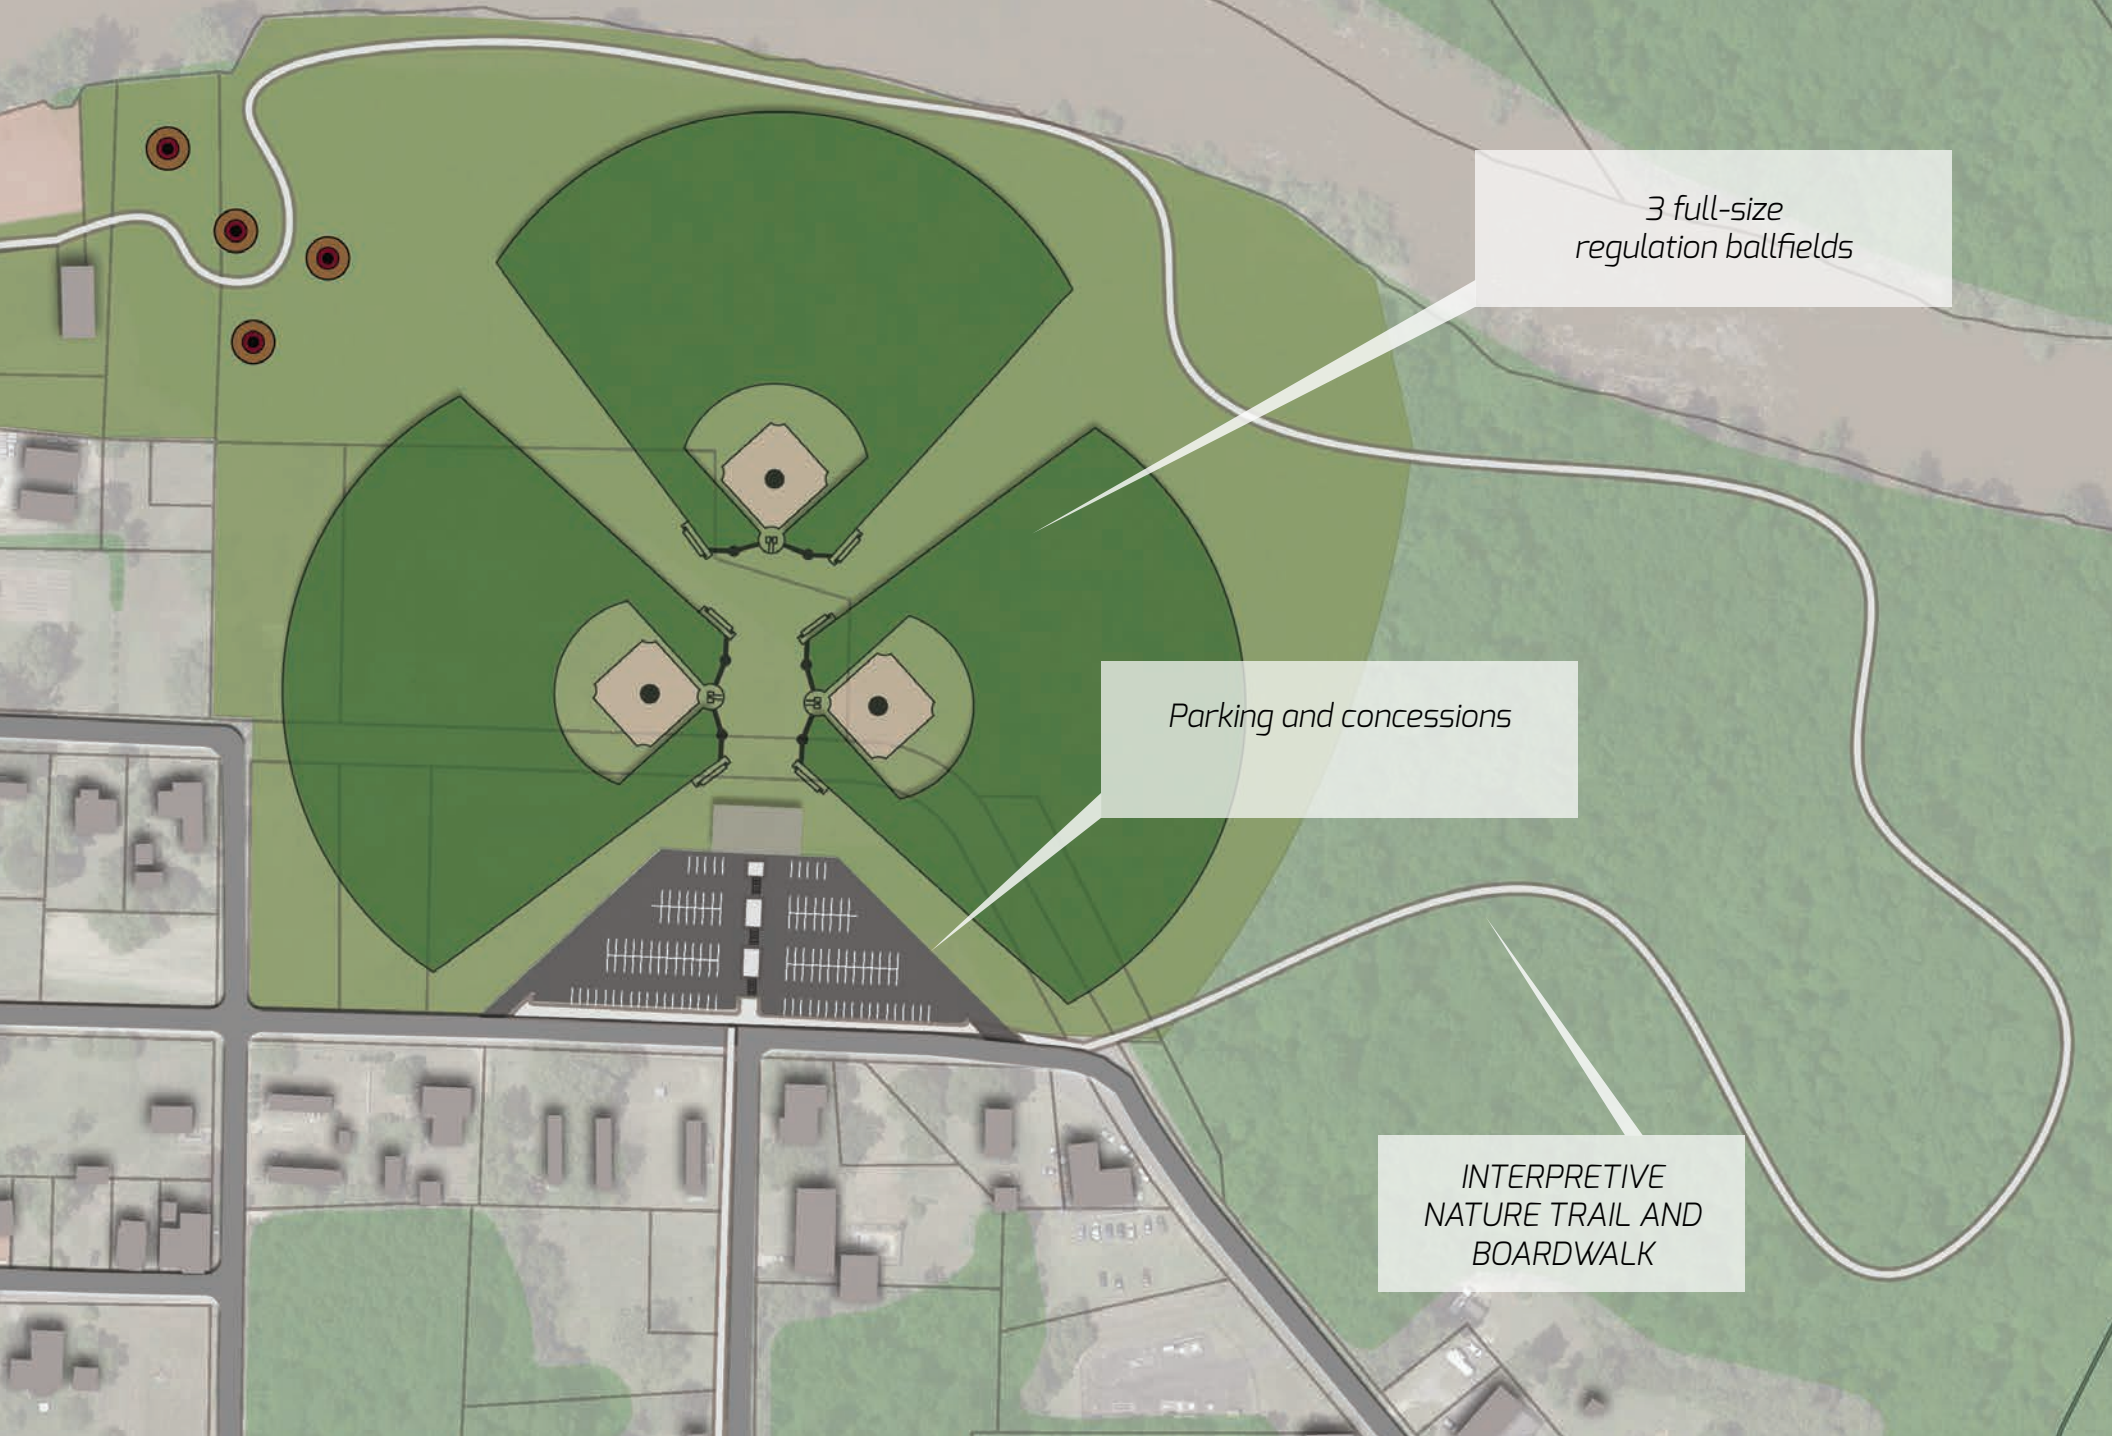 3 full-size
regulation ballfields
Parking and concessions
INTERPRETIVE
NATURE TRAIL AND
BOARDWALK